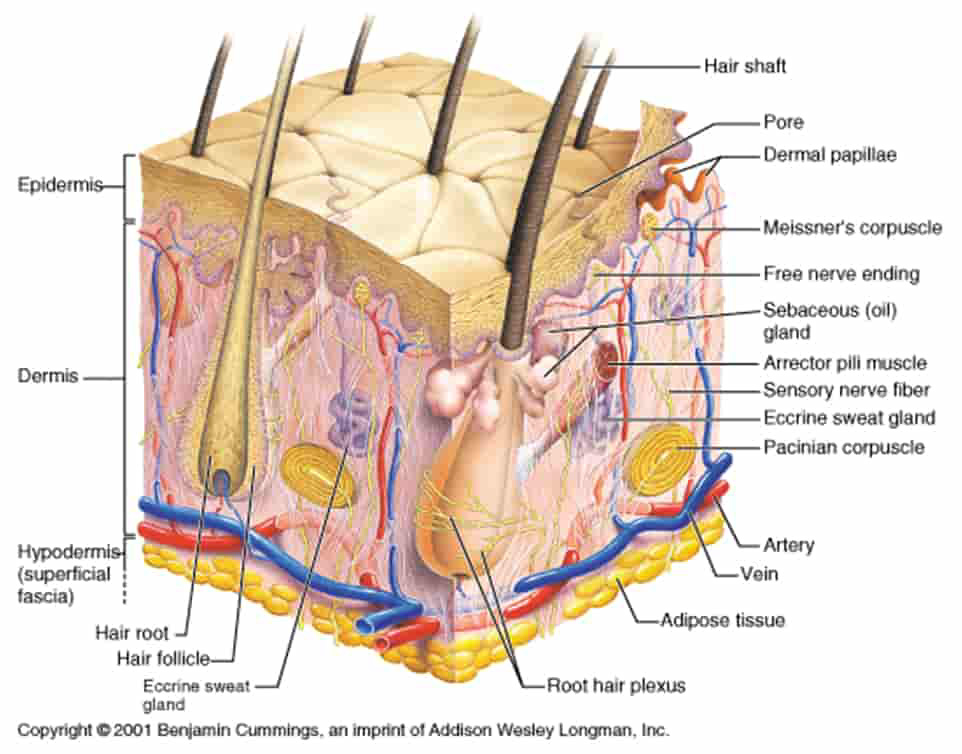 Hair shaft
Pore
Dermal papillae
Epidermis
Meissner's corpuscle
Free nerve ending
Sebaceous (oil)
gland
Arrector pili muscle
Dermis
Sensory nerve fiber
Eccrine sweat gland
Pacinian corpuscle
Hypodermis
(superficial
fascia)
Artery
Vein
Adipose tissue
Hair root
Hair follicle
Eccrine sweat
gland
Root hair plexus
Copyright © 2001 Benjamin Cummings, an imprint of Addison Wesley Longman, Inc.